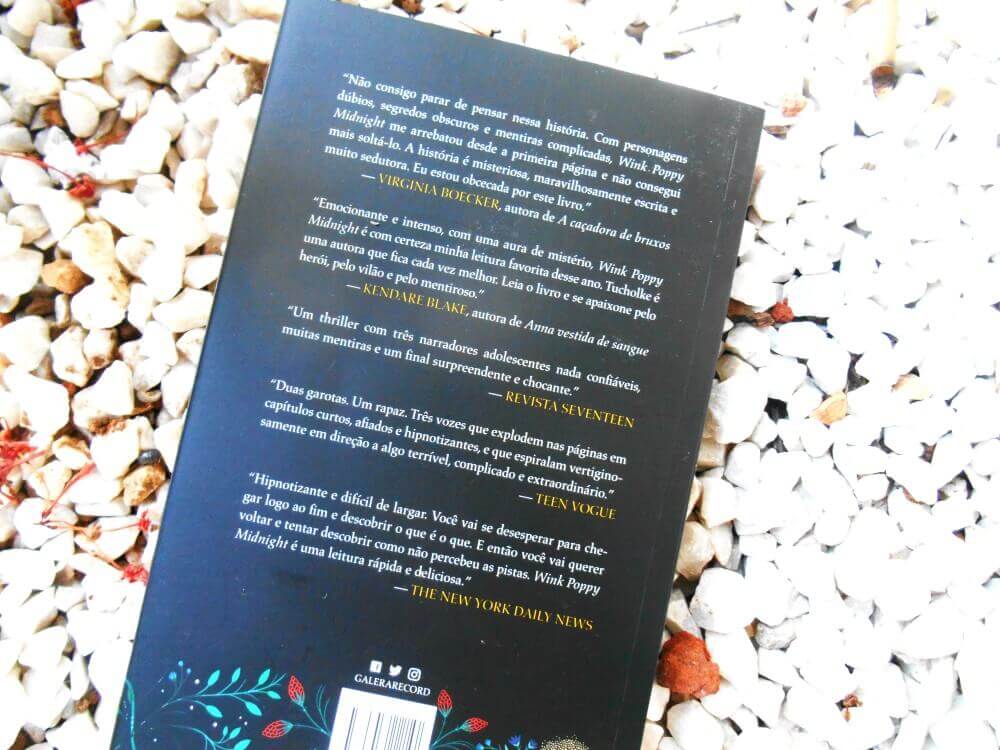 “Não consigo parar de pensar nessa história. Com personagens
dúbios, segredos obscuros e mentiras complicadas, Wink Poppy
Midnight me arrebatou desde a primeira página e não consegui
mais soltá-lo. A história é misteriosa, maravilhosamente escrita e
muito sedutora. Eu estou obcecada por este livro.”
— VIRGINIA BOECKER, autora de A caçadora de bruxos
“Emocionante e intenso, com uma aura de mistério, Wink Poppy
Midnight é com certeza minha leitura favorita desse ano. Tucholke é
uma autora que fica cada vez melhor. Leia o livro e se apaixone pelo
herói, pelo vilão e pelo mentiroso.”
— KENDARE BLAKE, autora de Anna vestida de sangue
“Um thriller com três narradores adolescentes nada confiáveis,
muitas mentiras e um final surpreendente e chocante.”
— REVISTA SEVENTEEN
“Duas garotas. Um rapaz. Três vozes que explodem nas páginas em
capítulos curtos, afiados e hipnotizantes, e que espiralam vertigino-
samente em direção a algo terrível, complicado e extraordinário.”
— TEEN VOGUE
“Hipnotizante e difícil de largar. Você vai se desesperar para che-
gar logo ao fim e descobrir o que é o que. E então você vai querer
voltar e tentar descobrir como não percebeu as pistas. Wink Poppy
Midnight é uma leitura rápida e deliciosa.”
— THE NEW YORK DAILY NEWS
GALERARECORD